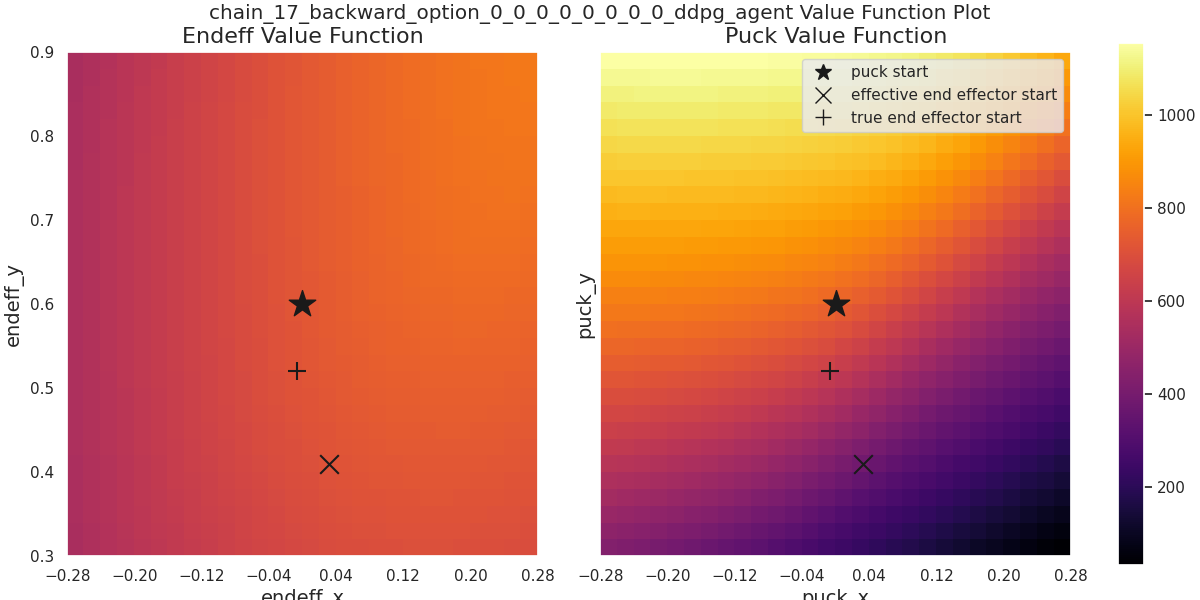 chain_17_backward_option_0_0_0_0_0_0_0_0_ddpg_agent Value Function Plot
Endeff Value Function
Puck Value Function
puck start
effective end effector start
true end effector start
endeff_y
0.9
0.8
0.7
0.6
0.5
0.4
0.3
−0.28 −0.20 −0.12 −0.04 0.04 0.12 0.20 0.28
endeff_x
puck_y
−0.28 −0.20 −0.12 −0.04 0.04 0.12 0.20 0.28
puck_x
1000
800
600
400
200